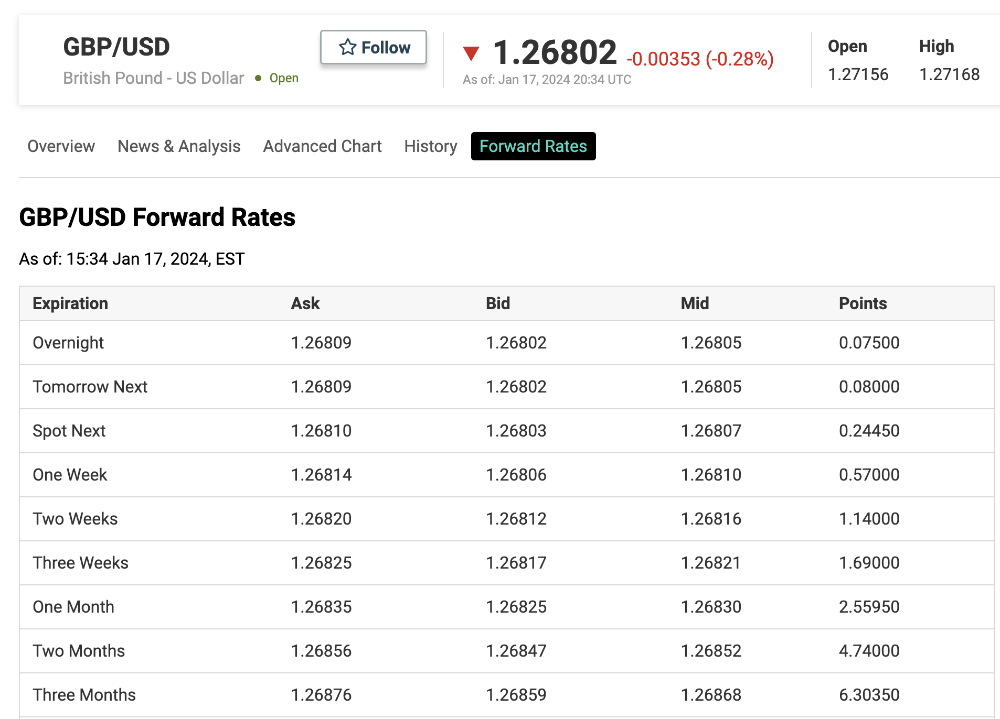 GBP/USD
Follow
1.26802 -0.00353 (-0.28%)
Open High
British Pound - US Dollar Open
As of: Jan 17, 2024 20:34 UTC
1.27156 1.27168
Overview News & Analysis Advanced Chart History Forward Rates
GBP/USD Forward Rates
As of: 15:34 Jan 17, 2024, EST
Expiration Ask Bid Mid Points
Overnight 1.26809 1.26802 1.26805 0.07500
Tomorrow Next 1.26809 1.26802 1.26805 0.08000
Spot Next 1.26810 1.26803 1.26807 0.24450
One Week 1.26814 1.26806 1.26810 0.57000
Two Weeks 1.26820 1.26812 1.26816 1.14000
Three Weeks 1.26825 1.26817 1.26821 1.69000
One Month 1.26835 1.26825 1.26830 2.55950
Two Months 1.26856 1.26847 1.26852 4.74000
Three Months 1.26876 1.26859 1.26868 6.30350